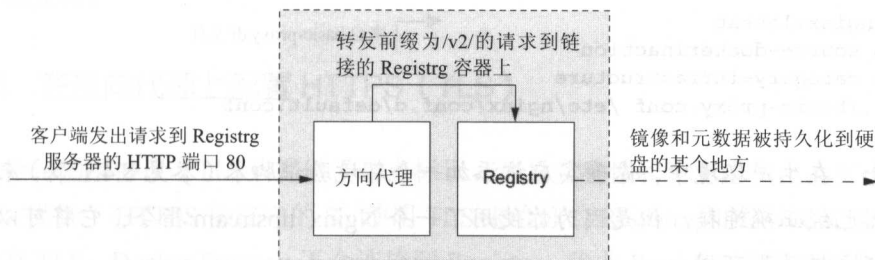 转发前缀为/v2/的请求到链
接的 Registrg 容器上
客户端发出请求到 Registrg
服务器的 HTTP 端口 80
方向代理
Registry
镜像和元数据被持久化到硬
盘的某个地方